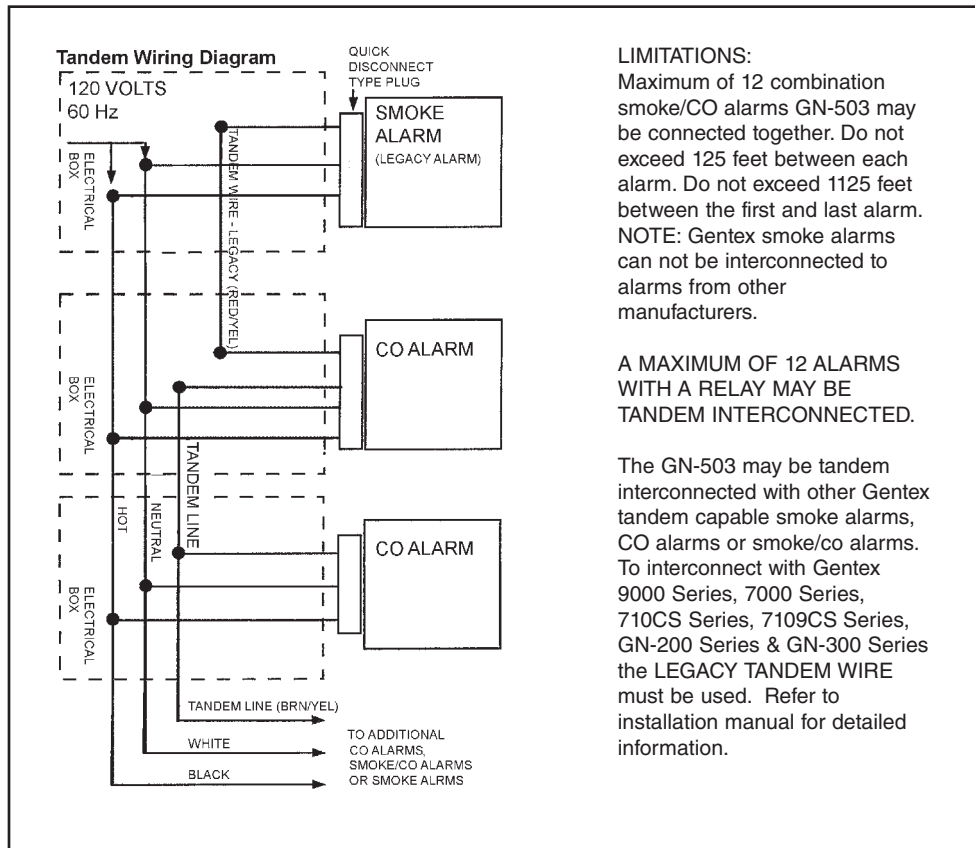 Tandem Wiring Diagram
QUICK
DISCONNECT
TYPE PLUG
120 VOLTS
60 Hz
ELECTRICAL
BOX
TANDEM WIRE - LEGACY (RED/YEL)
SMOKE
ALARM
(LEGACY ALARM)
ELECTRICAL
BOX
CO ALARM
HOT
NEUTRAL
TANDEM LINE
ELECTRICAL
BOX
CO ALARM
TANDEM LINE (BRN/YEL)
WHITE
BLACK
TO ADDITIONAL
CO ALARMS,
SMOKE/CO ALARMS
OR SMOKE ALRMS
LIMITATIONS:
Maximum of 12 combination
smoke/CO alarms GN-503 may
be connected together. Do not
exceed 125 feet between each
alarm. Do not exceed 1125 feet
between the first and last alarm.
NOTE: Gentex smoke alarms
can not be interconnected to
alarms from other
manufacturers.
A MAXIMUM OF 12 ALARMS
WITH A RELAY MAY BE
TANDEM INTERCONNECTED.
The GN-503 may be tandem
interconnected with other Gentex
tandem capable smoke alarms,
CO alarms or smoke/co alarms.
To interconnect with Gentex
9000 Series, 7000 Series,
710CS Series, 7109CS Series,
GN-200 Series & GN-300 Series
the LEGACY TANDEM WIRE
must be used. Refer to
installation manual for detailed
information.